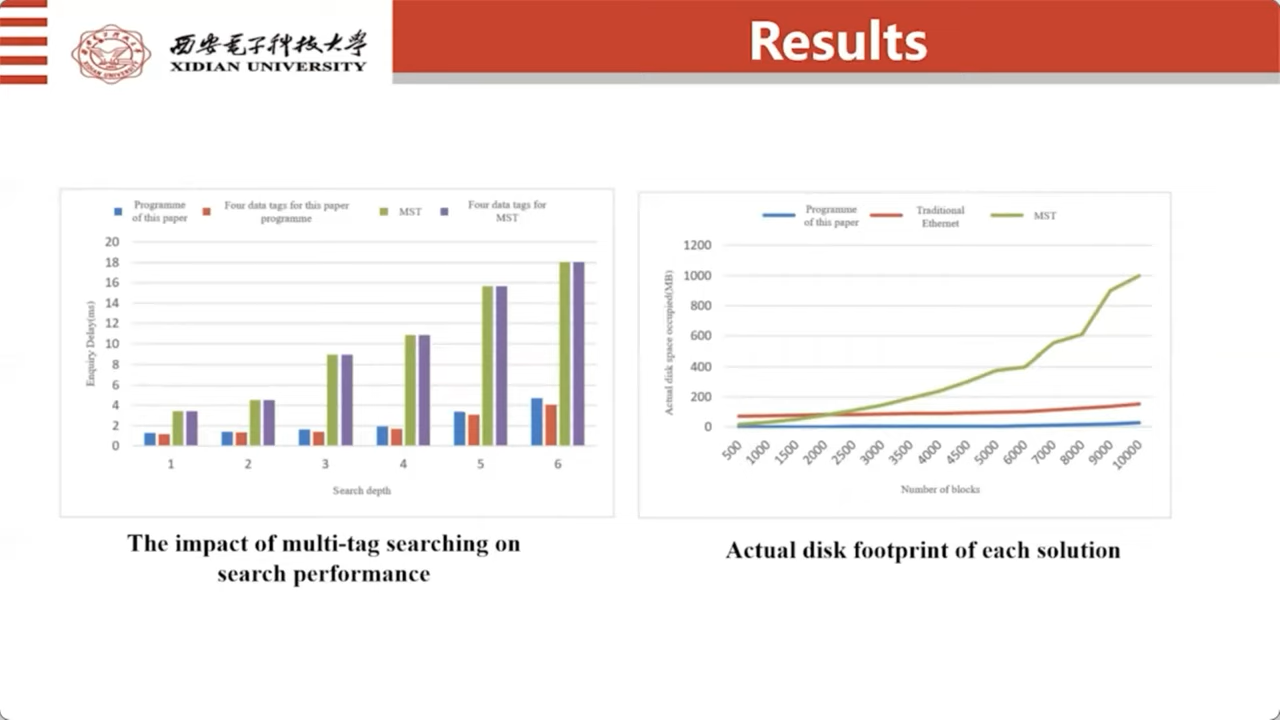 西安电子科技大学
XIDIAN UNIVERSITY
Results
Programme
of this paper
Four data tags for this paper
programme
MST
Four data tags for
MST
20
18
16
14
12
10
8
6
4
2
0
Enquiry Delay(ms)
1 2 3 4 5 6
Search depth
The impact of multi-tag searching on
search performance
Programme
of this paper
Traditional
Ethernet
MST
1200
1000
800
600
400
200
0
Actual disk space occupied(MB)
500 1000 1500 2000 2500 3000 3500 4000 4500 5000 6000 7000 8000 9000 10000
Number of blocks
Actual disk footprint of each solution